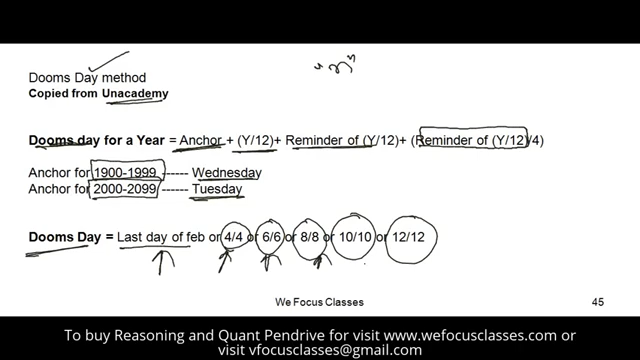 Dooms Day method
Copied from Unacademy
Dooms day for a Year = Anchor + (Y/12)+ Reminder of (Y/12)+ (Reminder of (Y/12)/4)
Anchor for 1900-1999 ------ Wednesday
Anchor for 2000-2099 ------ Tuesday
Dooms Day = Last day of feb or 4/4 or 6/6 or 8/8 or 10/10 or 12/12
We Focus Classes
45
To buy Reasoning and Quant Pendrive for visit www.wefocusclasses.com or
visit vfocusclasses@gmail.com